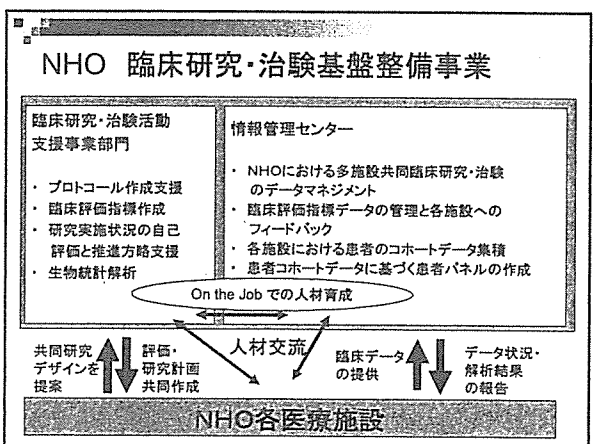 NHO 臨床研究・治験基盤整備事業
臨床研究・治験活動
支援事業部門
・ プロトコール作成支援
・ 臨床評価指標作成
・ 研究実施状況の自己
評価と推進方略支援
・ 生物統計解析
情報管理センター
・ NHOにおける多施設共同臨床研究・治験
のデータマネジメント
・ 臨床評価指標データの管理と各施設への
フィードバック
・ 各施設における患者のコホートデータ集積
・ 患者コホートデータに基づく患者パネルの作成
On the Job での人材育成
共同研究
デザインを
提案
評価・
研究計画
共同作成
人材交流
臨床データ
の提供
データ状況・
解析結果
の報告
NHO各医療施設